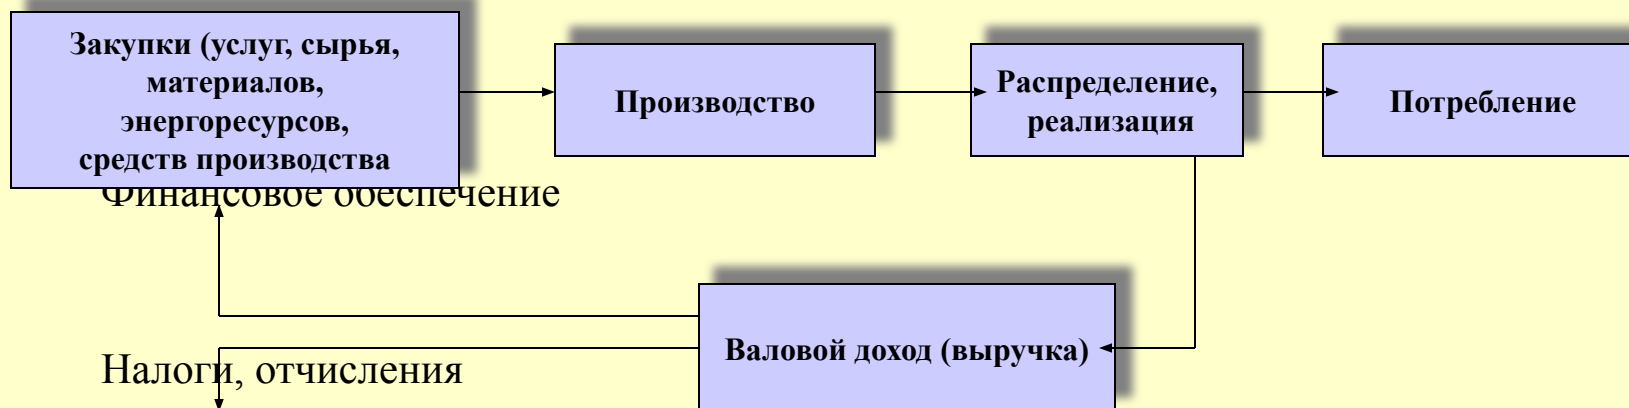 Закупки (услуг, сырья,
материалов,
энергоресурсов,
средств производства
Производство
Распределение,
реализация
Потребление
Финансовое обеспечение
Валовой доход (выручка)
Налоги, отчисления